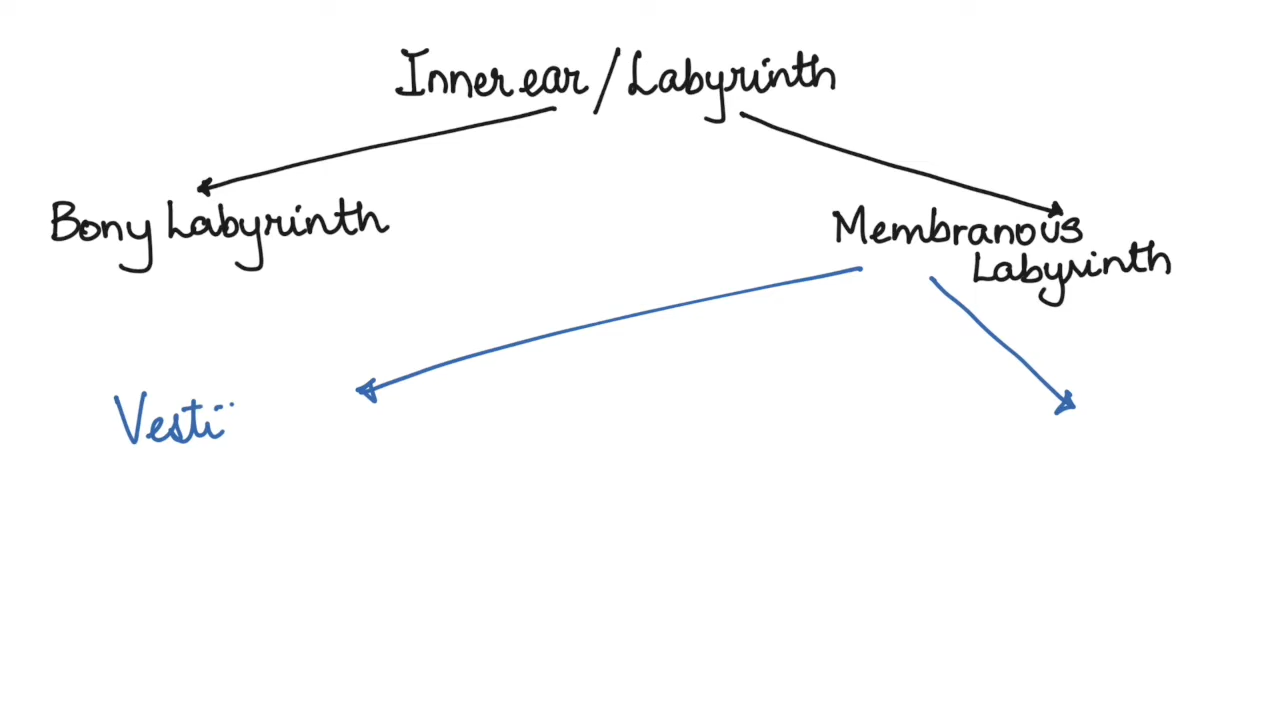 Inner ear / Labyrinth
Bony Labyrinth
Membranous
Labyrinth
Vesti